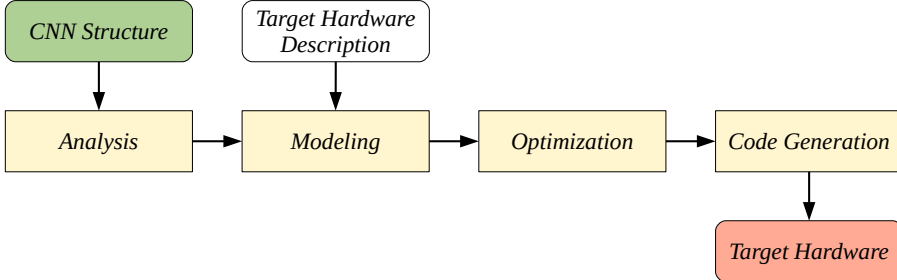 CNN Structure
Target Hardware
Description
Analysis
Modeling
Optimization
Code Generation
Target Hardware